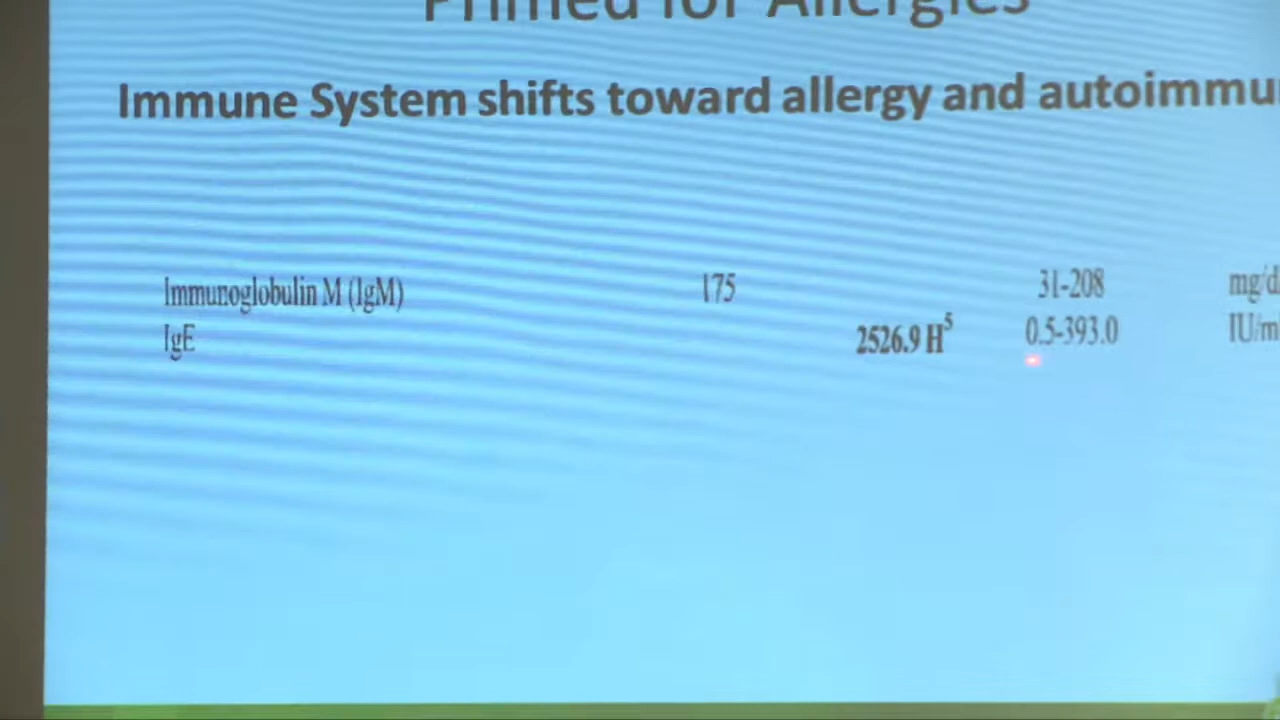 Primed for Allergies
Immune System shifts toward allergy and autoimmu
Immunoglobulin M (IgM) 175 31-208 mg/d
IgE 2526.9 H5 0.5-393.0 IU/m